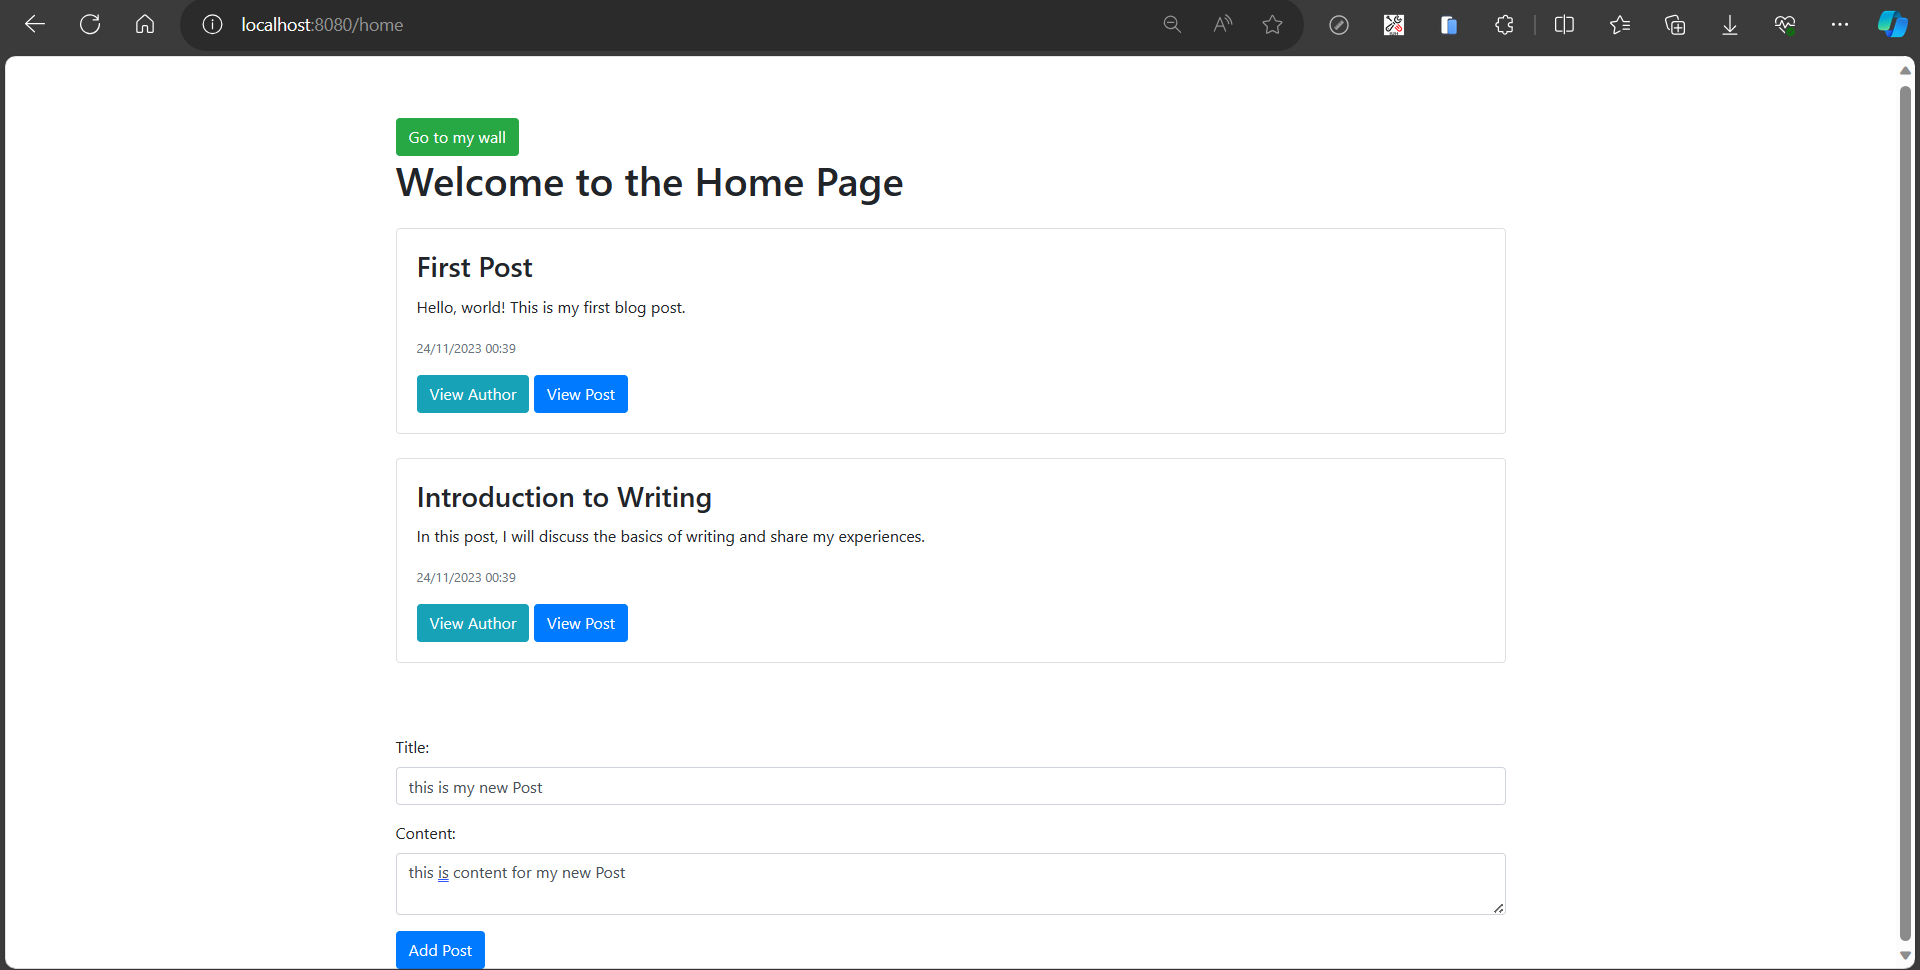 localhost:8080/home
Go to my wall
Welcome to the Home Page
First Post
Hello, world! This is my first blog post.
24/11/2023 00:39
View Author View Post
Introduction to Writing
In this post, I will discuss the basics of writing and share my experiences.
24/11/2023 00:39
View Author View Post
Title:
this is my new Post
Content:
this is content for my new Post
Add Post